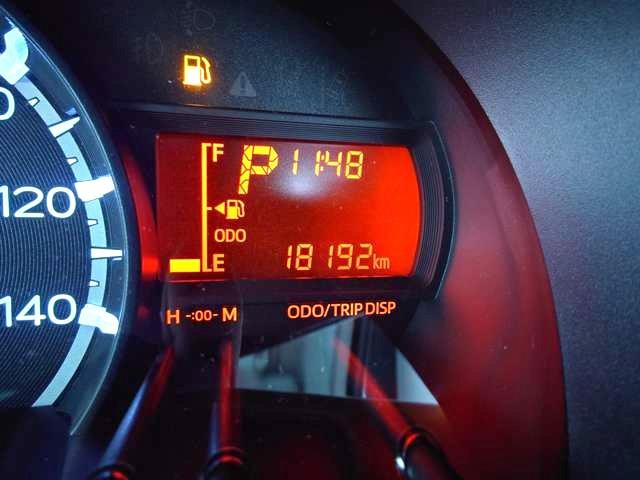 F P 11:48
120
ODO
E 18192km
140
H -:00- M ODO/TRIP DISP